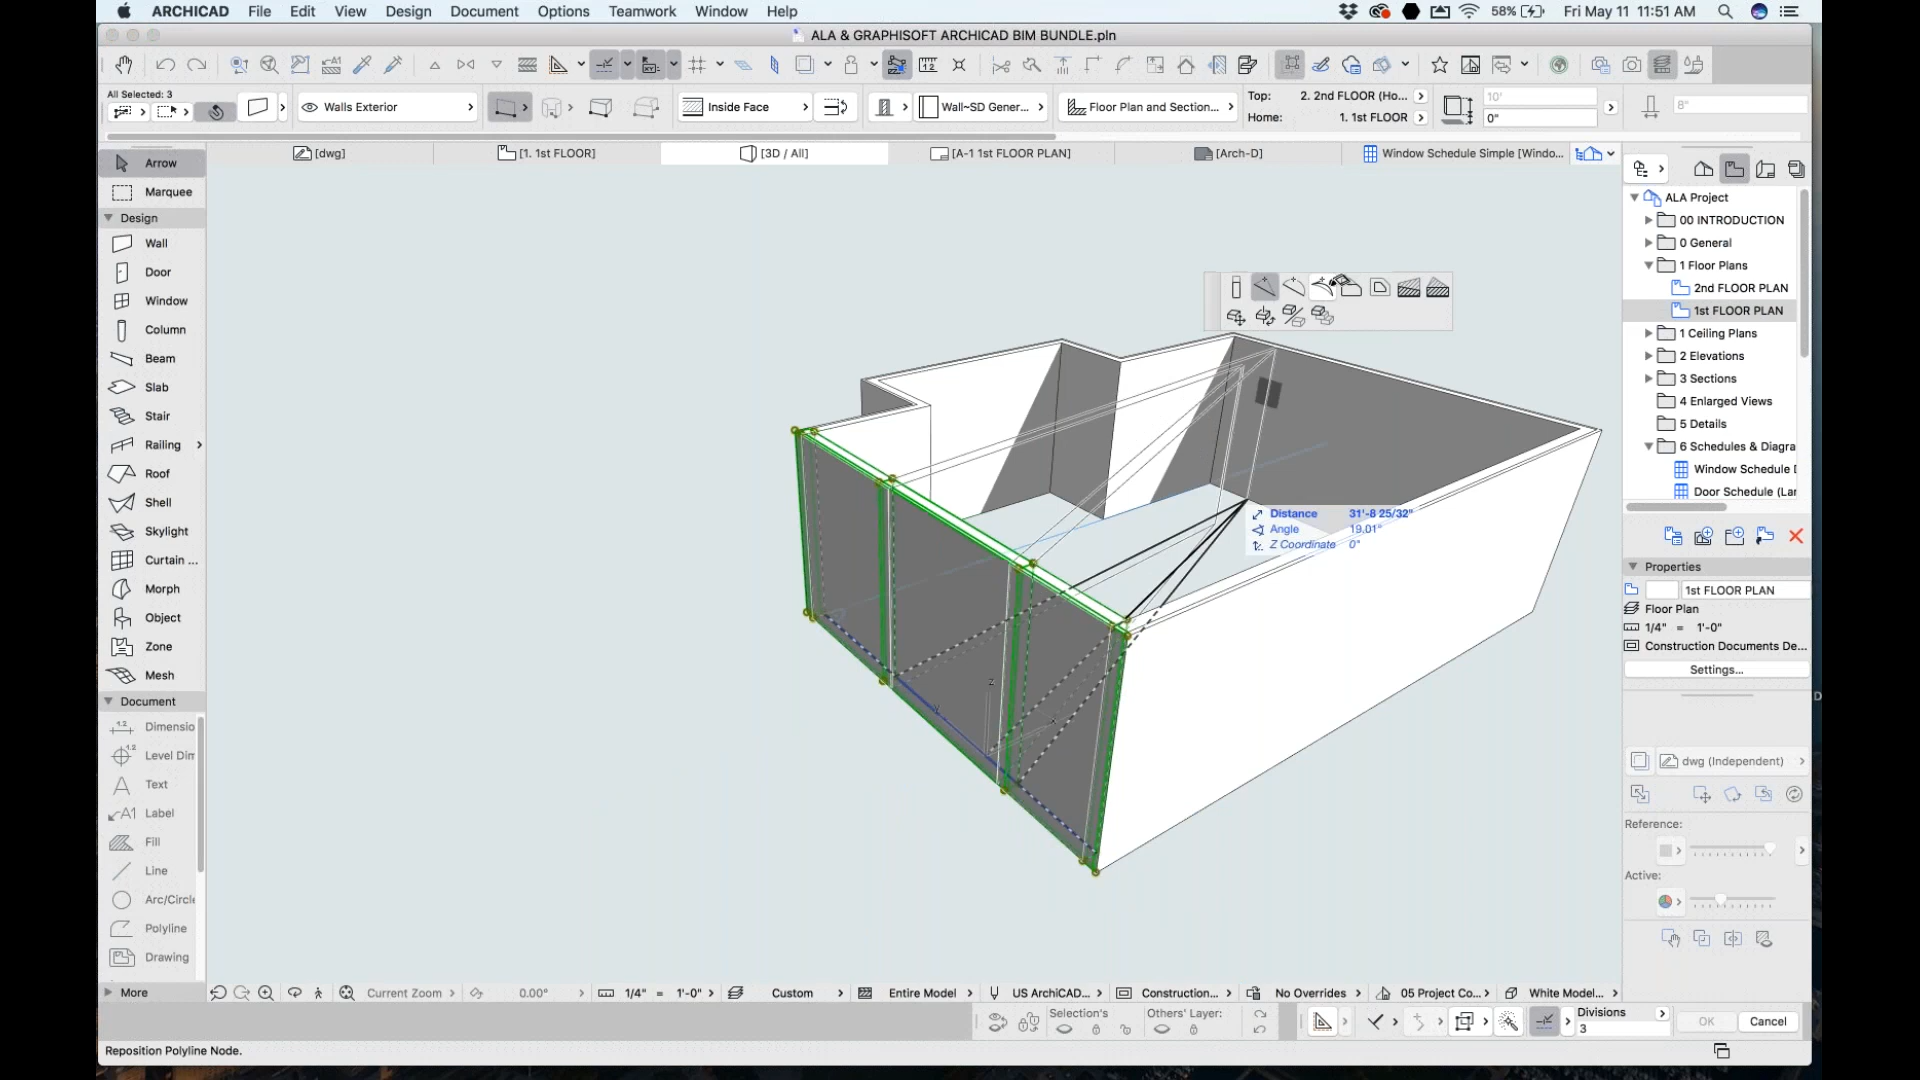 ARCHICAD File Edit View Design Document Options Teamwork Window Help
58% Fri May 11 11:51 AM
ALA & GRAPHISOFT ARCHICAD BIM BUNDLE.pln
All Selected: 3
Walls Exterior
Inside Face
Wall~SD Gener...
Floor Plan and Section...
Top: 2. 2nd FLOOR (Ho...
Home: 1. 1st FLOOR
10'
0"
8"
[dwg]
[1. 1st FLOOR]
[3D / All]
[A-1 1st FLOOR PLAN]
[Arch-D]
Window Schedule Simple [Windo...
Arrow
Marquee
Design
Wall
Door
Window
Column
Beam
Slab
Stair
Railing
Roof
Shell
Skylight
Curtain ...
Morph
Object
Zone
Mesh
Document
Dimensio
Level Dim
Text
Label
Fill
Line
Arc/Circle
Polyline
Drawing
More
Distance 31'-8 25/32"
Angle 19.01°
Z Coordinate 0"
ALA Project
00 INTRODUCTION
0 General
1 Floor Plans
2nd FLOOR PLAN
1st FLOOR PLAN
1 Ceiling Plans
2 Elevations
3 Sections
4 Enlarged Views
5 Details
6 Schedules & Diagra
Window Schedule
Door Schedule (Lar
Properties
1st FLOOR PLAN
Floor Plan
1/4" = 1'-0"
Construction Documents De...
Settings...
dwg (Independent)
Reference:
Active:
Current Zoom
0.00°
1/4" = 1'-0"
Custom
Entire Model
US ArchiCAD...
Construction...
No Overrides
05 Project Co...
White Model...
Selection's
Others' Layer:
Divisions
3
OK
Cancel
Reposition Polyline Node.